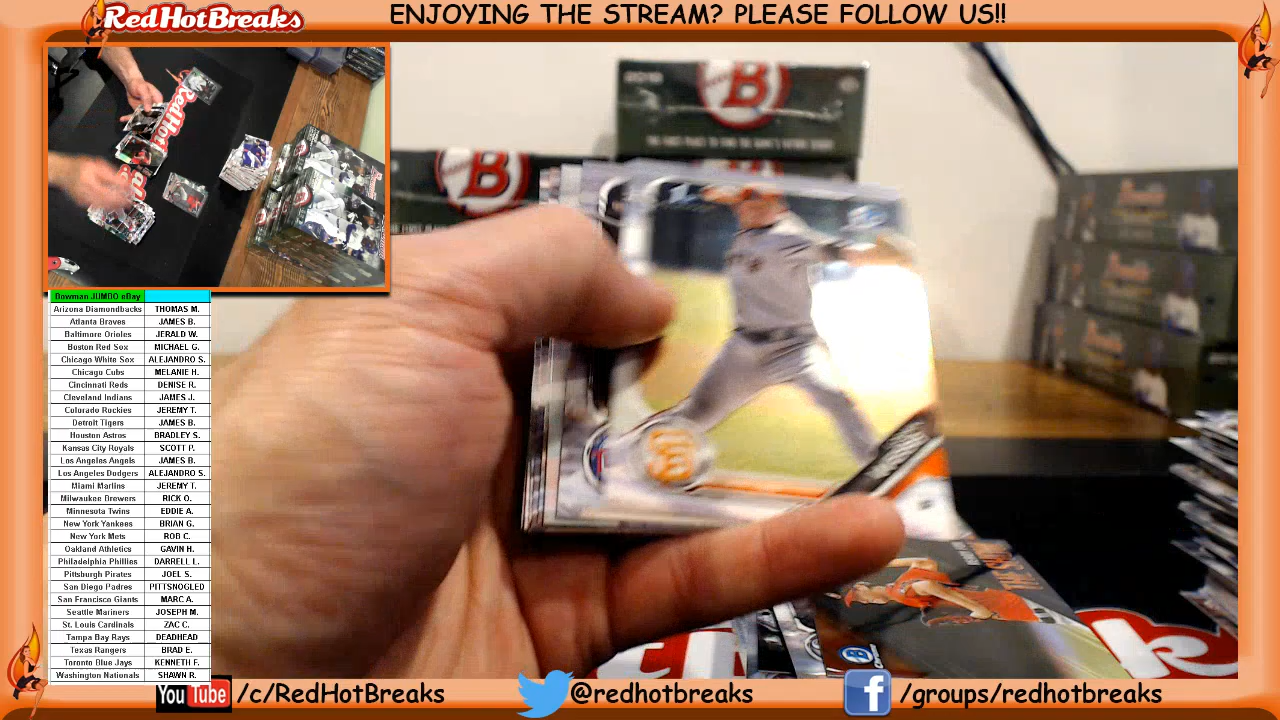 RedHotBreaks
ENJOYING THE STREAM? PLEASE FOLLOW US!!
Bowman JUMBO eBay
Arizona Diamondbacks THOMAS M.
Atlanta Braves JAMES B.
Baltimore Orioles JERALD W.
Boston Red Sox MICHAEL G.
Chicago White Sox ALEJANDRO S.
Chicago Cubs MELANIE H.
Cincinnati Reds DENISE R.
Cleveland Indians JAMES J.
Colorado Rockies JEREMY T.
Detroit Tigers JAMES B.
Houston Astros BRADLEY S.
Kansas City Royals SCOTT P.
Los Angeles Angels JAMES B.
Los Angeles Dodgers ALEJANDRO S.
Miami Marlins JEREMY T.
Milwaukee Brewers RICK O.
Minnesota Twins EDDIE A.
New York Yankees BRIAN G.
New York Mets ROB C.
Oakland Athletics GAVIN H.
Philadelphia Phillies DARRELL L.
Pittsburgh Pirates JOEL S.
San Diego Padres PITTSNOGLED
San Francisco Giants MARC A.
Seattle Mariners JOSEPH M.
St. Louis Cardinals ZAC C.
Tampa Bay Rays DEADHEAD
Texas Rangers BRAD E.
Toronto Blue Jays KENNETH F.
Washington Nationals SHAWN R.
B
B
YouTube /c/RedHotBreaks @redhotbreaks f /groups/redhotbreaks